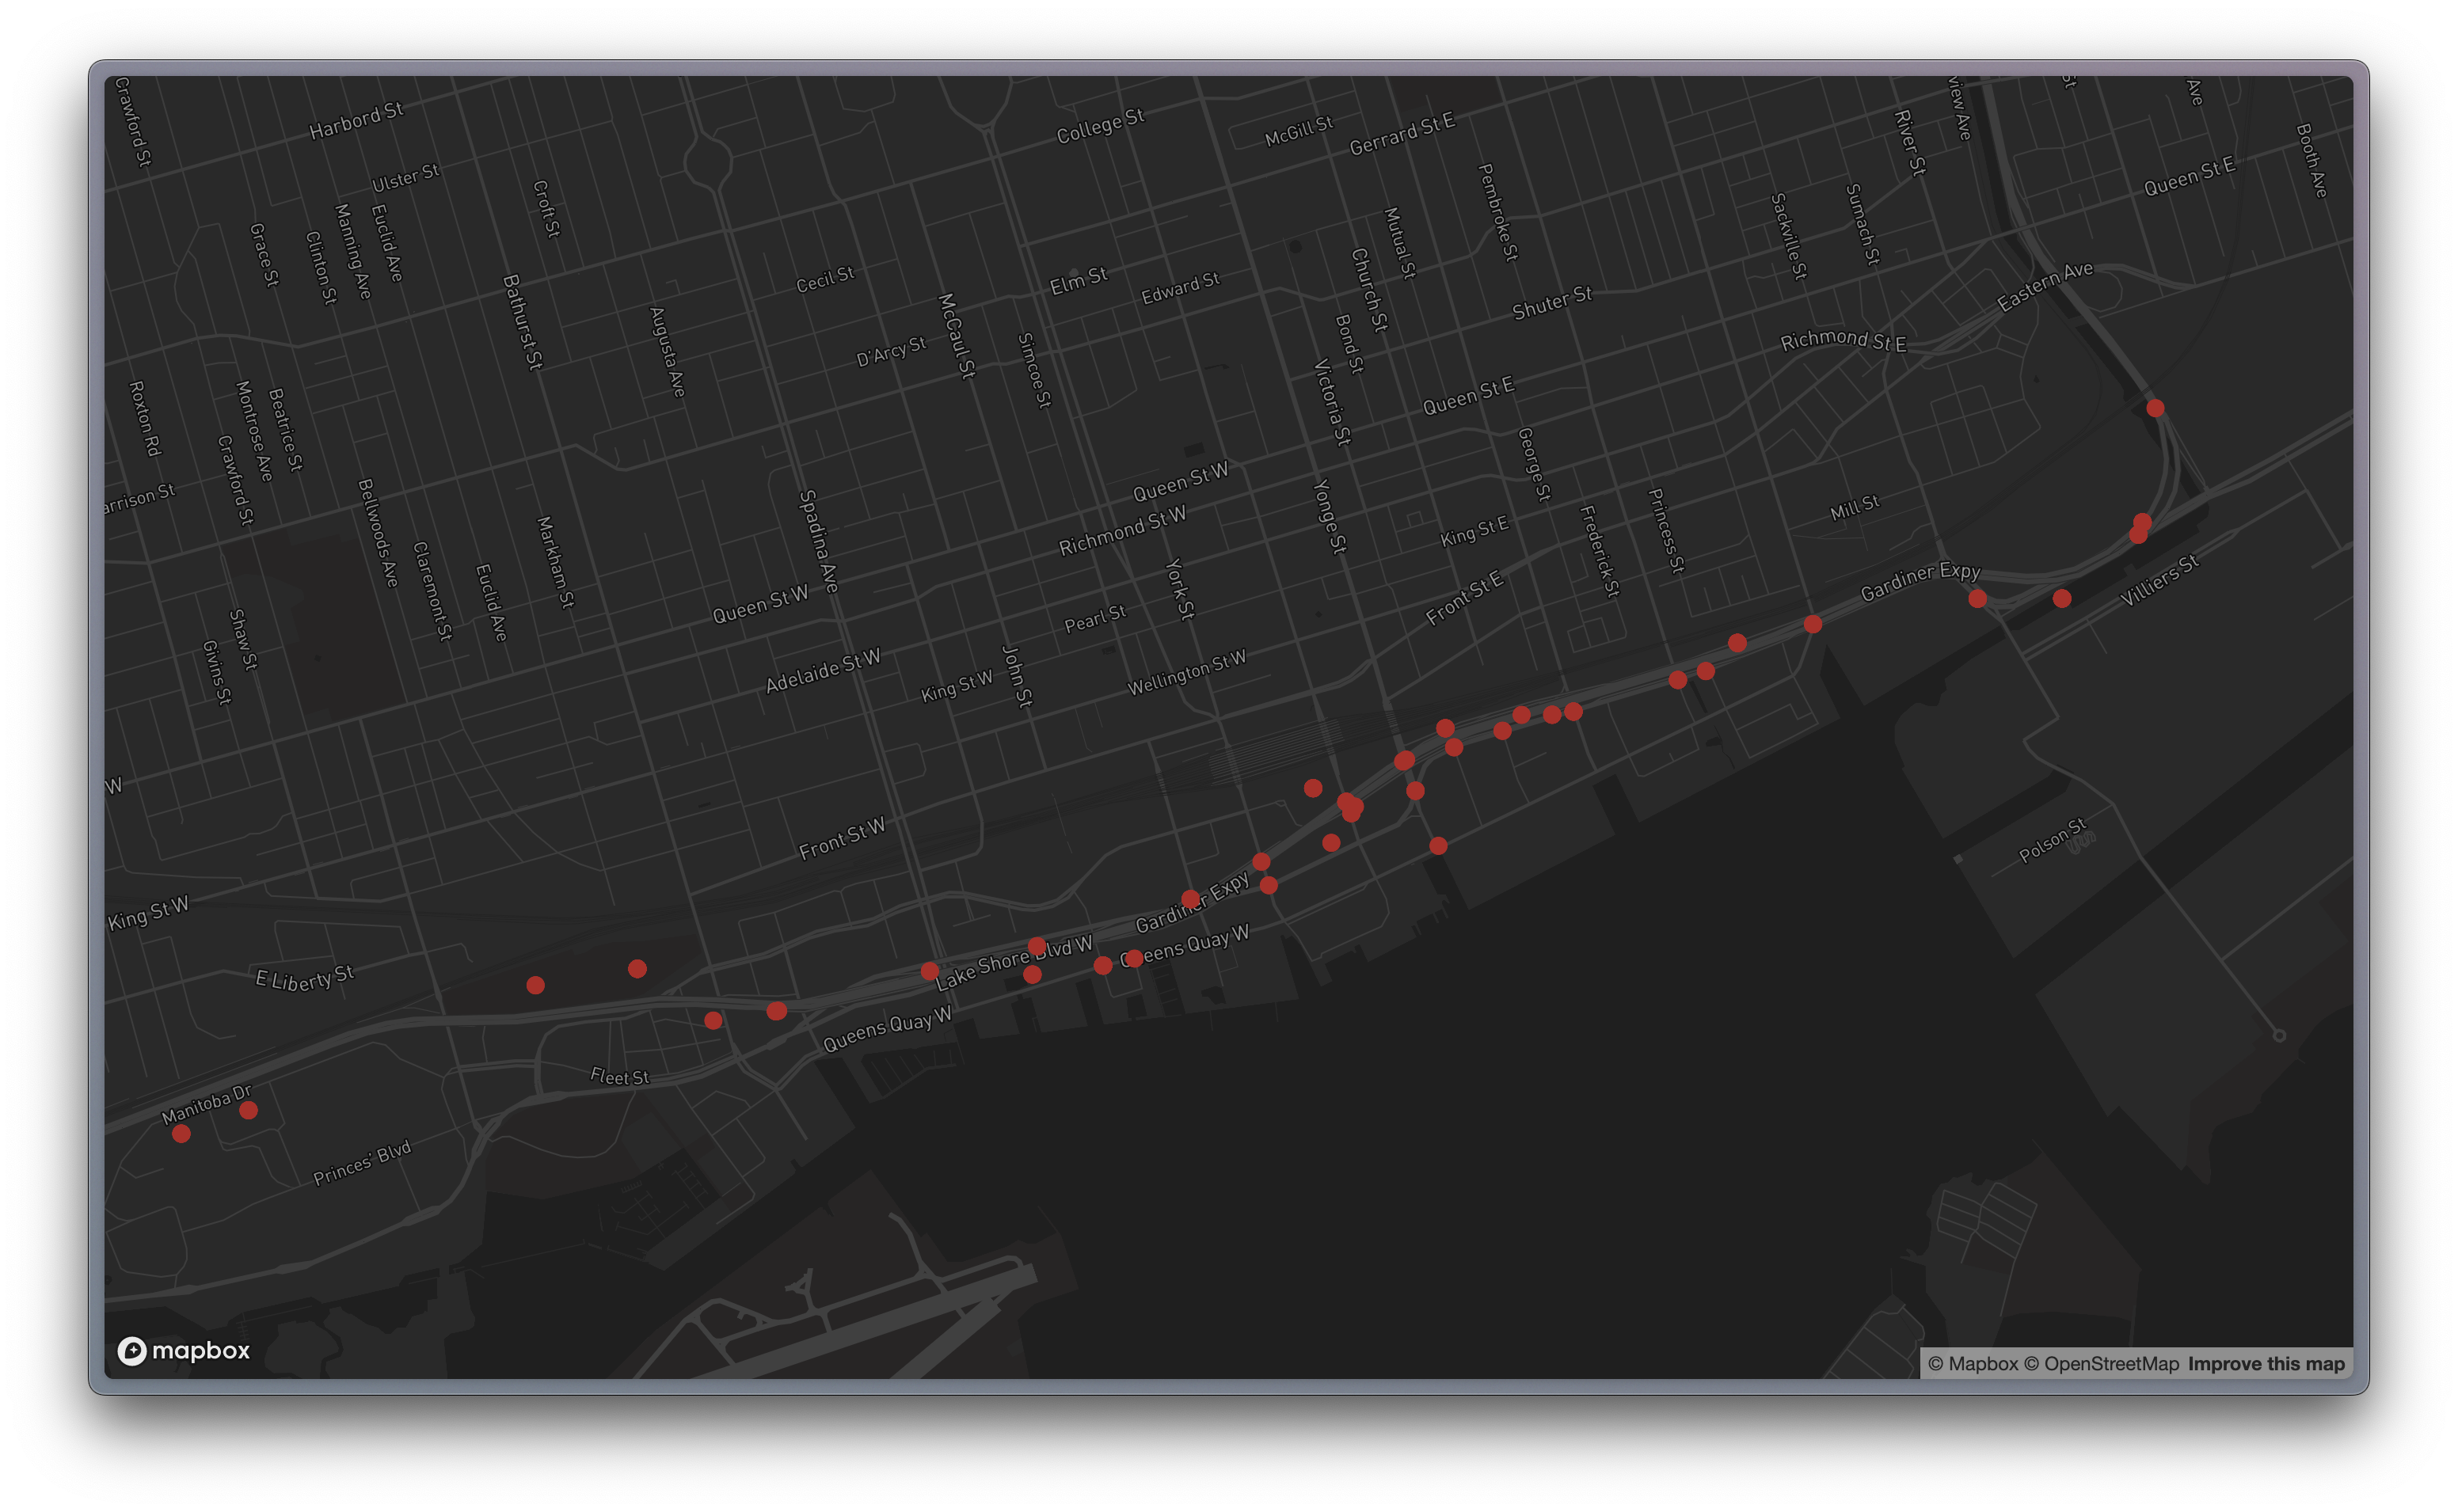 Crawford St
Harbord St
College St
McGill St
Gerrard St E
River St
view Ave
St
Ave
Booth Ave
Ulster St
Croft St
Queen St E
Pembroke St
Sackville St
Sumach St
Grace St
Clinton St
Manning Ave
Euclid Ave
Mutual St
Church St
Bathurst St
Cecil St
Elm St
Edward St
Shuter St
Eastern Ave
Augusta Ave
D'Arcy St
McCaul St
Simcoe St
Bond St
Victoria St
Richmond St E
Queen St E
Roxton Rd
Montrose Ave
Beatrice St
Crawford St
arrison St
Bellwoods Ave
Claremont St
Euclid Ave
Markham St
Spadina Ave
Queen St W
Richmond St W
Yonge St
King St E
George St
Frederick St
Princess St
Mill St
Gardiner Expy
Villiers St
Queen St W
York St
Pearl St
Front St E
Shaw St
Givins St
Adelaide St W
King St W
John St
Wellington St W
W
Front St W
Polson St
King St W
E Liberty St
Gardiner Expy
Lake Shore Blvd W
Queens Quay W
Queens Quay W
Fleet St
Manitoba Dr
Princes' Blvd
mapbox
© Mapbox © OpenStreetMap Improve this map